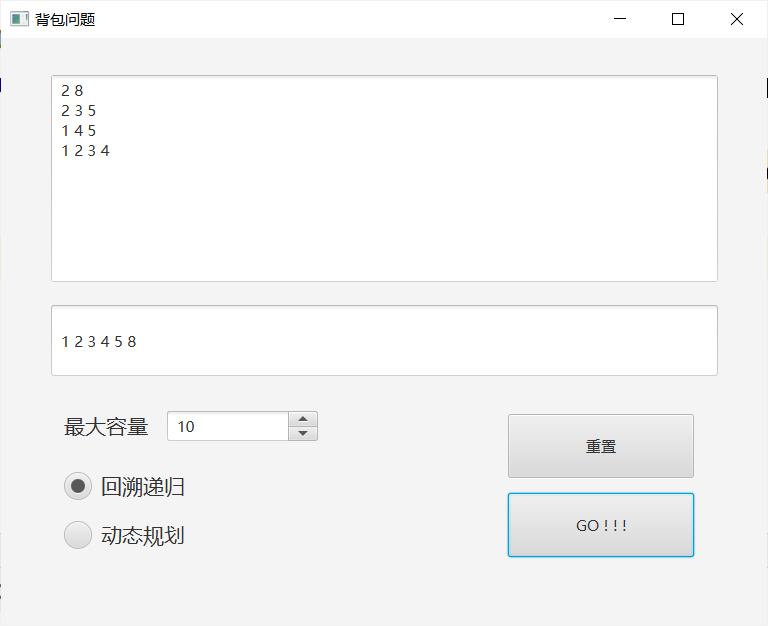 背包问题
2 8
2 3 5
1 4 5
1 2 3 4
1 2 3 4 5 8
最大容量 10
重置
回溯递归
GO ! ! !
动态规划